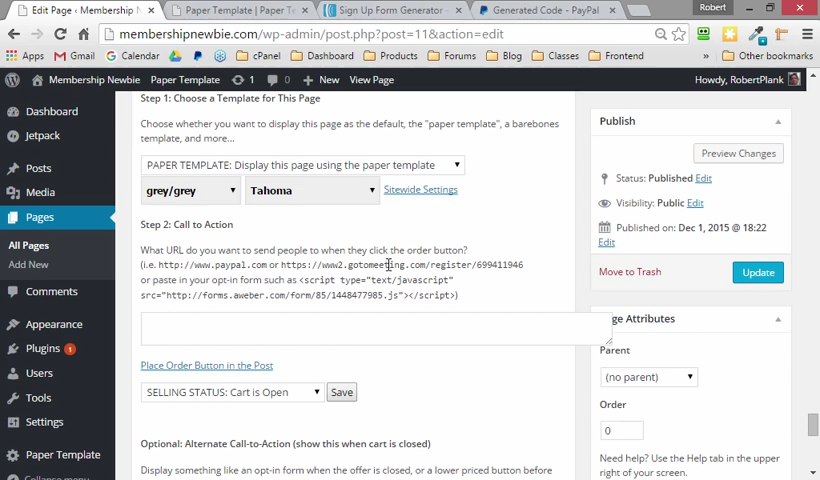 Robert
Edit Page ‹ Membership N
Paper Template | Paper Te
Sign Up Form Generator -
Generated Code - PayPal
membershipnewbie.com/wp-admin/post.php?post=11&action=edit
Apps
Gmail
Calendar
cPanel
Dashboard
Products
Forums
Blog
Classes
»
Other bookmarks
Membership Newbie
Paper Template
1
0
New
View Page
Howdy, RobertPlank
Dashboard
Jetpack
Posts
Media
Pages
All Pages
Add New
Comments
Appearance
Plugins 1
Users
Tools
Settings
Paper Template
Collapse menu
Step 1: Choose a Template for This Page
Choose whether you want to display this page as the default, the "paper template", a barebones
template, and more...
PAPER TEMPLATE: Display this page using the paper template
grey/grey
Tahoma
Sitewide Settings
Step 2: Call to Action
What URL do you want to send people to when they click the order button?
(i.e. http://www.paypal.com or https://www2.gotomeeting.com/register/699411946
or paste in your opt-in form such as <script type="text/javascript"
src="http://forms.aweber.com/form/85/1448477985.js"></script>)
Place Order Button in the Post
SELLING STATUS: Cart is Open
Save
Optional: Alternate Call-to-Action (show this when cart is closed)
Display something like an opt-in form when the offer is closed, or a lower priced button before
Publish
Preview Changes
Status: Published Edit
Visibility: Public Edit
Published on: Dec 1, 2015 @ 18:22
Edit
Move to Trash
Update
Page Attributes
Parent
(no parent)
Order
0
Need help? Use the Help tab in the upper
right of your screen.